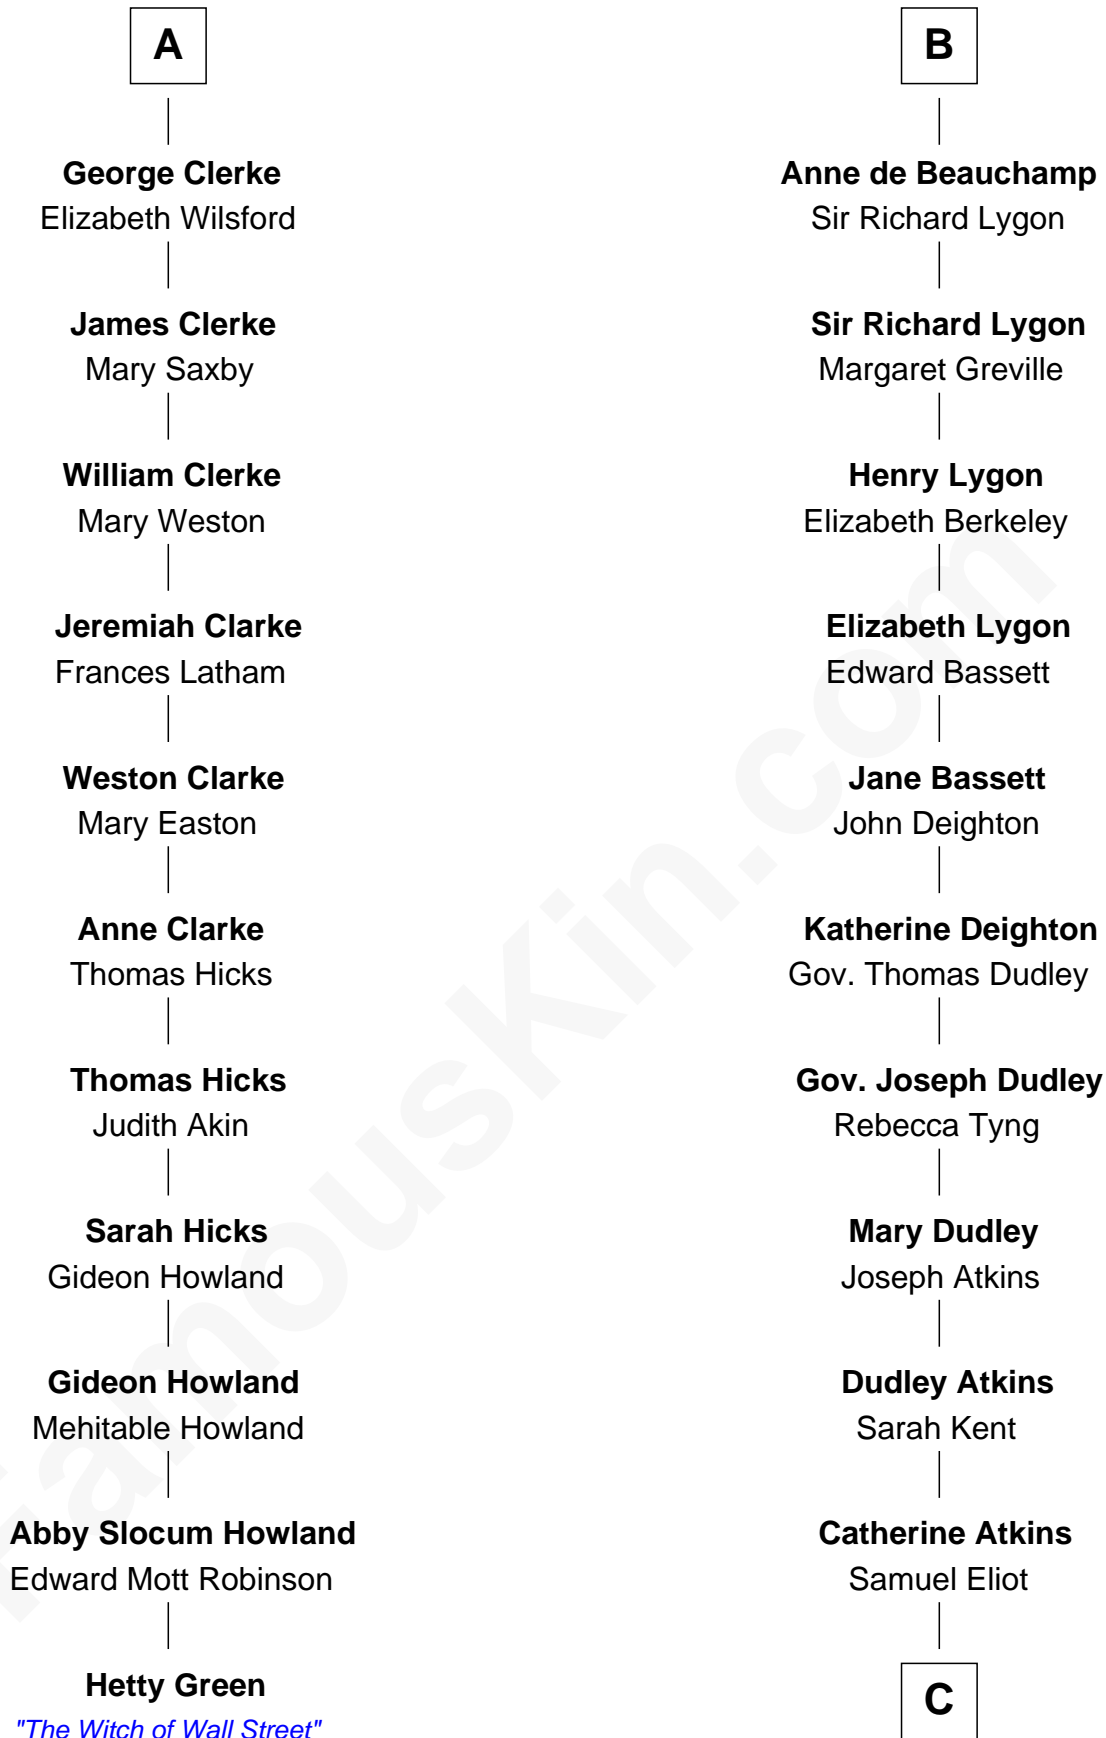 A
George Clerke
Elizabeth Wilsford
James Clerke
Mary Saxby
William Clerke
Mary Weston
Jeremiah Clarke
Frances Latham
Weston Clarke
Mary Easton
Anne Clarke
Thomas Hicks
Thomas Hicks
Judith Akin
Sarah Hicks
Gideon Howland
Gideon Howland
Mehitable Howland
Abby Slocum Howland
Edward Mott Robinson
Hetty Green
"The Witch of Wall Street"
B
Anne de Beauchamp
Sir Richard Lygon
Sir Richard Lygon
Margaret Greville
Henry Lygon
Elizabeth Berkeley
Elizabeth Lygon
Edward Bassett
Jane Bassett
John Deighton
Katherine Deighton
Gov. Thomas Dudley
Gov. Joseph Dudley
Rebecca Tyng
Mary Dudley
Joseph Atkins
Dudley Atkins
Sarah Kent
Catherine Atkins
Samuel Eliot
C
FamousKin.com